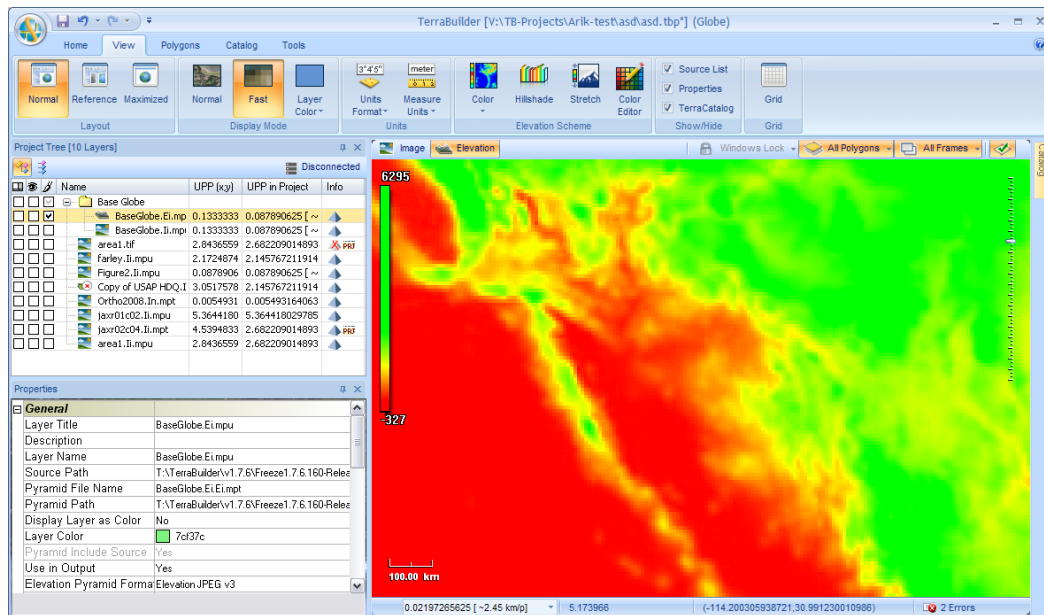 TerraBuilder [V:\TB-Projects\Arik-test\asd\asd.tbp*] (Globe)
Home View Polygons Catalog Tools
Normal Reference Maximized
Layout
Normal Fast Layer Color
Display Mode
3°4'5" meter
Units Format Measure Units
Units
Color Hillshade Stretch Color Editor
Elevation Scheme
Source List
Properties
TerraCatalog
Show/Hide
Grid
Grid
Project Tree [10 Layers]
Disconnected
Name UPP (x,y) UPP in Project Info
Base Globe
BaseGlobe.Ei.mp 0.1333333 0.087890625 [ ~
BaseGlobe.Ii.mpu 0.1333333 0.087890625 [ ~
area1.tif 2.8436559 2.682209014893 PRJ
farley.Ii.mpu 2.1724874 2.145767211914
Figure2.Ii.mpu 0.0878906 0.087890625 [ ~
Copy of USAP HDQ.I 3.0517578 2.145767211914
Ortho2008.In.mpt 0.0054931 0.005493164063
jaxr01c02.Ii.mpu 5.3644180 5.364418029785
jaxr02c04.Ii.mpt 4.5394833 2.682209014893 PRJ
area1.Ii.mpu 2.8436559 2.682209014893
Properties
General
Layer Title BaseGlobe.Ei.mpu
Description
Layer Name BaseGlobe.Ei.mpu
Source Path T:\TerraBuilder\v1.7.6\Freeze1.7.6.160-Relea
Pyramid File Name BaseGlobe.Ei.Ei.mpt
Pyramid Path T:\TerraBuilder\v1.7.6\Freeze1.7.6.160-Relea
Display Layer as Color No
Layer Color 7cf37c
Pyramid Include Source Yes
Use in Output Yes
Elevation Pyramid Forma Elevation JPEG v3
Image Elevation
Windows Lock All Polygons All Frames
Catalog
6295
-327
100.00 km
0.02197265625 [ ~2.45 km/p] 5.173966 (-114.200305938721,30.991230010986) 2 Errors